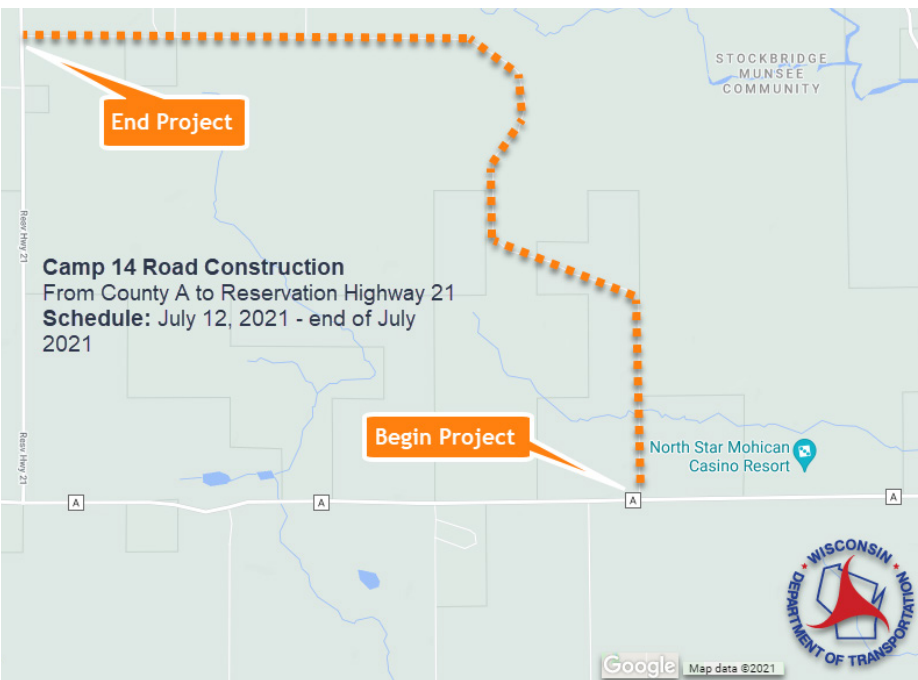 STOCKBRIDGE
MUNSEE
COMMUNITY
End Project
Resv Hwy 21
Camp 14 Road Construction
From County A to Reservation Highway 21
Schedule: July 12, 2021 - end of July
2021
Begin Project
North Star Mohican
Casino Resort
Resv Hwy 21
A
A
A
A
WISCONSIN
DEPARTMENT OF TRANSPORTATION
Google
Map data ©2021